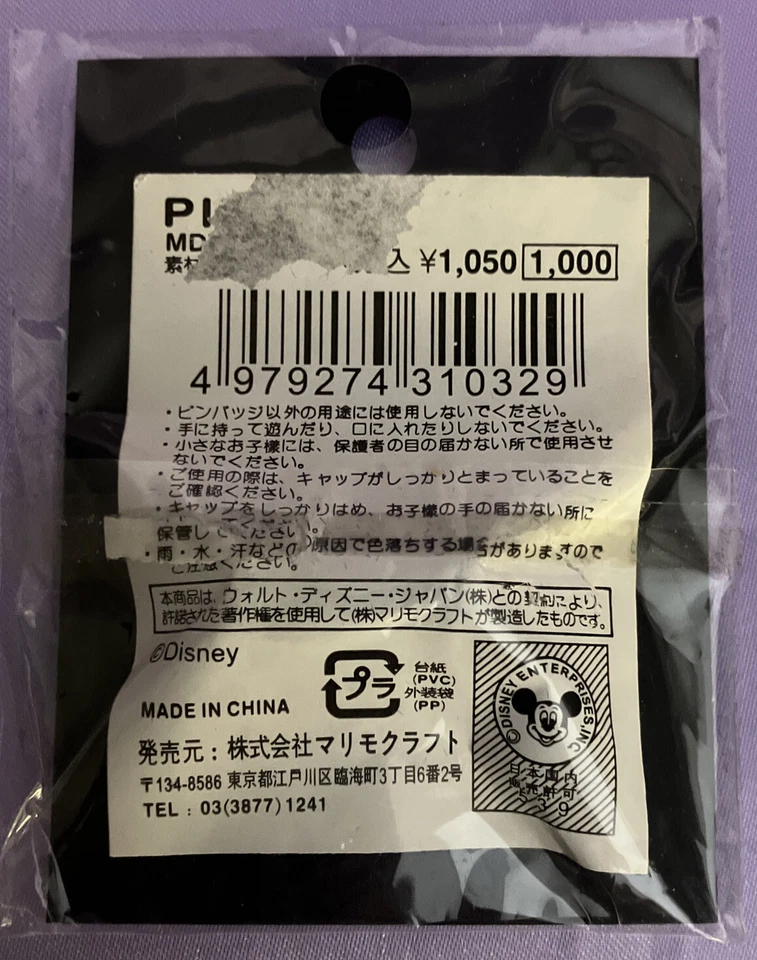 PI
MD
素材
入 ¥1,050 1,000
4 979274 310329
・ピンバッジ以外の用途には使用しないでください。
・手に持って遊んだり、口に入れたりしないでください。
・小さなお子様には、保護者の目の届かない所で使用させ
ないでください。
・ご使用の際は、キャップがしっかりとまっていることを
ご確認ください。
・キャップをしっかりはめ、お子様の手の届かない所に
保管してください。
・雨・水・汗などの原因で色落ちする場合がありますので
ご注意ください。
本商品は、ウォルト・ディズニー・ジャパン(株)との契約により、
許諾された著作権を使用して(株)マリモクラフトが製造したものです。
©Disney
プラ
台紙
(PVC)
外装袋
(PP)
MADE IN CHINA
発売元：株式会社マリモクラフト
〒134-8586 東京都江戸川区臨海町3丁目6番2号
TEL：03(3877)1241
©DISNEY ENTERPRISES, INC.
日本国内
販売許可